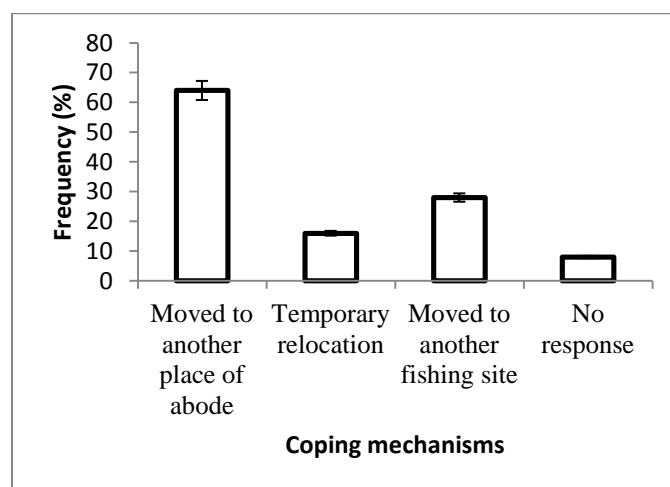 80
70
60
50
40
30
20
10
0
Frequency (%)
Moved to another place of abode
Temporary relocation
Moved to another fishing site
No response
Coping mechanisms